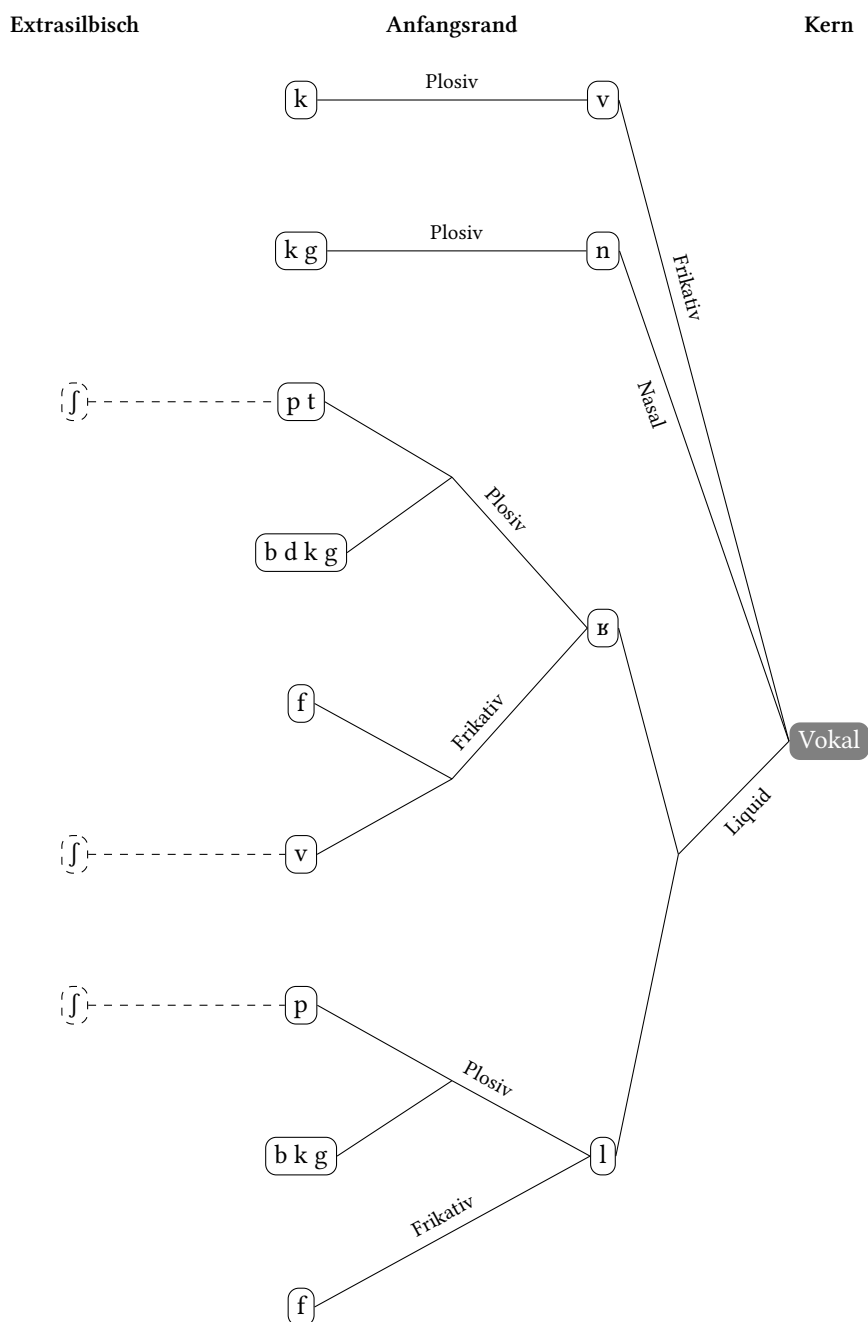 Extrasilbisch Anfangsrand Kern
k Plosiv v
k g Plosiv n
Frikativ
Nasal
ʃ p t
Plosiv
b d k g
ʁ
f
Frikativ
Vokal
Liquid
ʃ v
ʃ p
Plosiv
b k g l
Frikativ
f